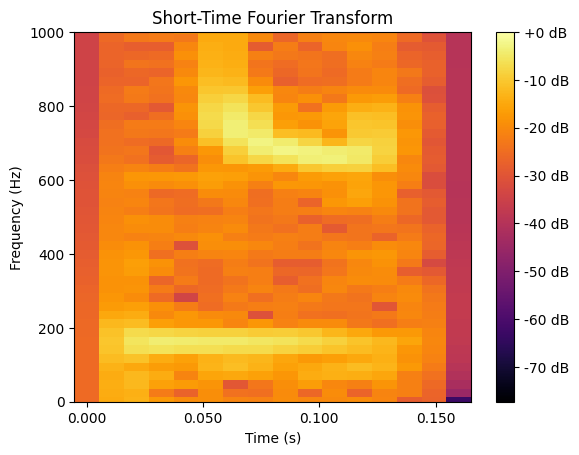 Short-Time Fourier Transform
1000
800
600
400
200
0
Frequency (Hz)
0.000
0.050
0.100
0.150
Time (s)
+0 dB
-10 dB
-20 dB
-30 dB
-40 dB
-50 dB
-60 dB
-70 dB